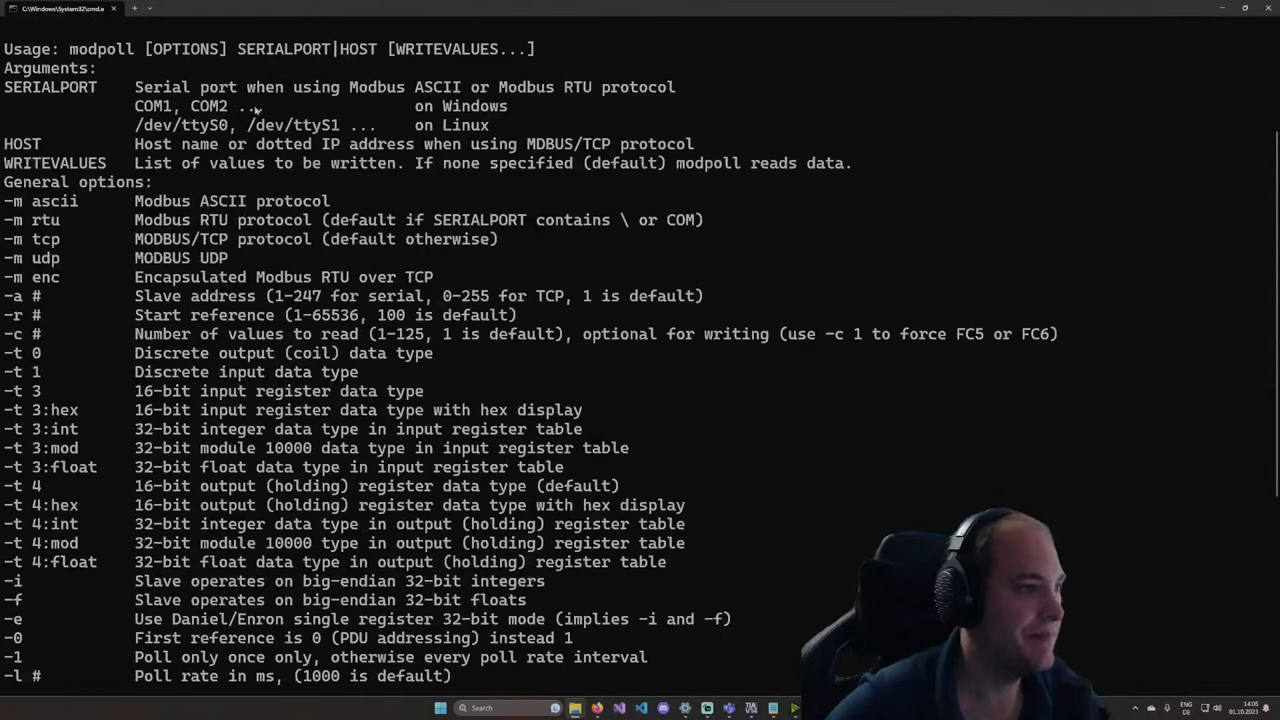 C:\Windows\System32\cmd.e
Usage: modpoll [OPTIONS] SERIALPORT|HOST [WRITEVALUES...]
Arguments:
SERIALPORT Serial port when using Modbus ASCII or Modbus RTU protocol
COM1, COM2 ... on Windows
/dev/ttyS0, /dev/ttyS1 ... on Linux
HOST Host name or dotted IP address when using MDBUS/TCP protocol
WRITEVALUES List of values to be written. If none specified (default) modpoll reads data.
General options:
-m ascii Modbus ASCII protocol
-m rtu Modbus RTU protocol (default if SERIALPORT contains \ or COM)
-m tcp MODBUS/TCP protocol (default otherwise)
-m udp MODBUS UDP
-m enc Encapsulated Modbus RTU over TCP
-a # Slave address (1-247 for serial, 0-255 for TCP, 1 is default)
-r # Start reference (1-65536, 100 is default)
-c # Number of values to read (1-125, 1 is default), optional for writing (use -c 1 to force FC5 or FC6)
-t 0 Discrete output (coil) data type
-t 1 Discrete input data type
-t 3 16-bit input register data type
-t 3:hex 16-bit input register data type with hex display
-t 3:int 32-bit integer data type in input register table
-t 3:mod 32-bit module 10000 data type in input register table
-t 3:float 32-bit float data type in input register table
-t 4 16-bit output (holding) register data type (default)
-t 4:hex 16-bit output (holding) register data type with hex display
-t 4:int 32-bit integer data type in output (holding) register table
-t 4:mod 32-bit module 10000 data type in output (holding) register table
-t 4:float 32-bit float data type in output (holding) register table
-i Slave operates on big-endian 32-bit integers
-f Slave operates on big-endian 32-bit floats
-e Use Daniel/Enron single register 32-bit mode (implies -i and -f)
-0 First reference is 0 (PDU addressing) instead 1
-1 Poll only once only, otherwise every poll rate interval
-l # Poll rate in ms, (1000 is default)
Search
ENG
DE
14:06
01.10.2023